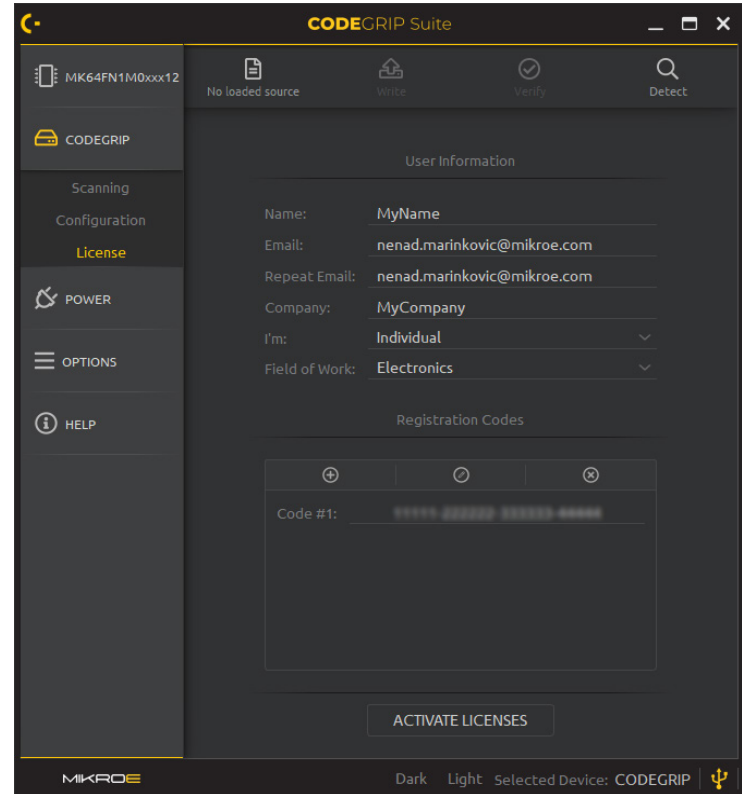 CODEGRIP Suite
MK64FN1M0xxx12
No loaded source
Write
Verify
Detect
CODEGRIP
Scanning
Configuration
License
POWER
OPTIONS
HELP
User Information
Name: MyName
Email: nenad.marinkovic@mikroe.com
Repeat Email: nenad.marinkovic@mikroe.com
Company: MyCompany
I'm: Individual
Field of Work: Electronics
Registration Codes
Code #1:
ACTIVATE LICENSES
MIKROE
Dark Light Selected Device: CODEGRIP